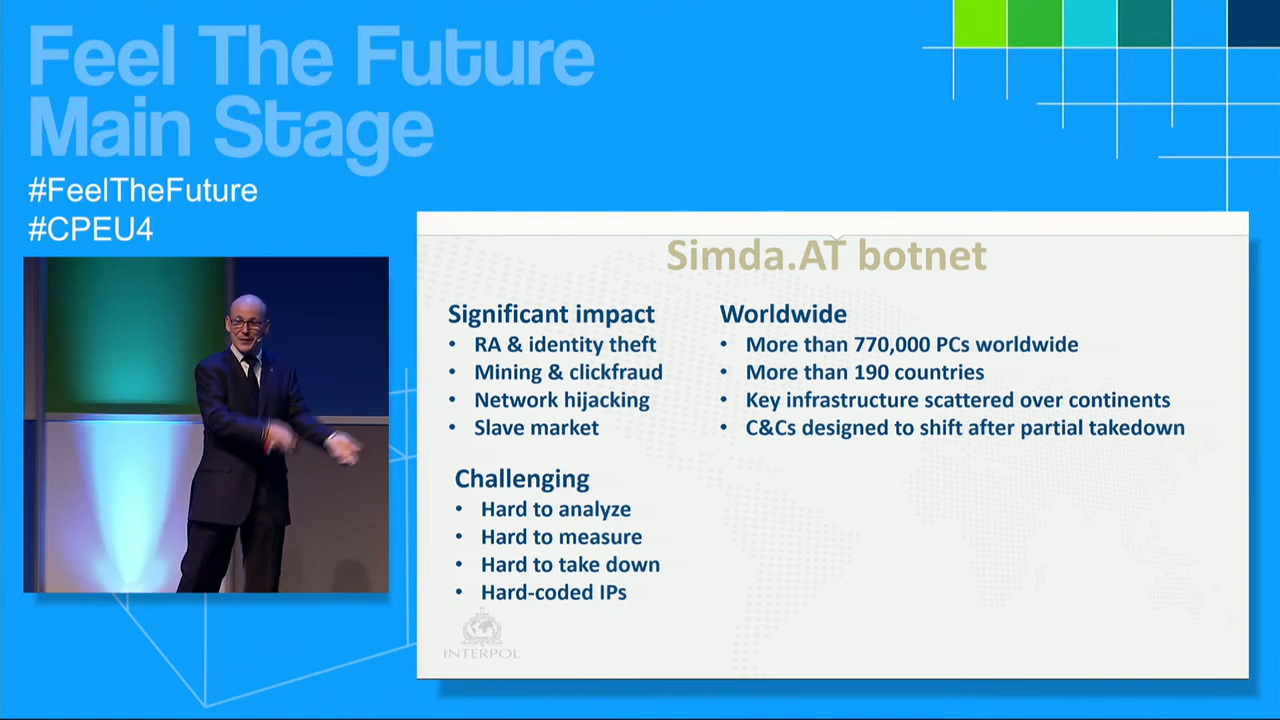 Feel The Future
Main Stage
#FeelTheFuture
#CPEU4
Simda.AT botnet
Significant impact
• RA & identity theft
• Mining & clickfraud
• Network hijacking
• Slave market
Worldwide
• More than 770,000 PCs worldwide
• More than 190 countries
• Key infrastructure scattered over continents
• C&Cs designed to shift after partial takedown
Challenging
• Hard to analyze
• Hard to measure
• Hard to take down
• Hard-coded IPs
INTERPOL